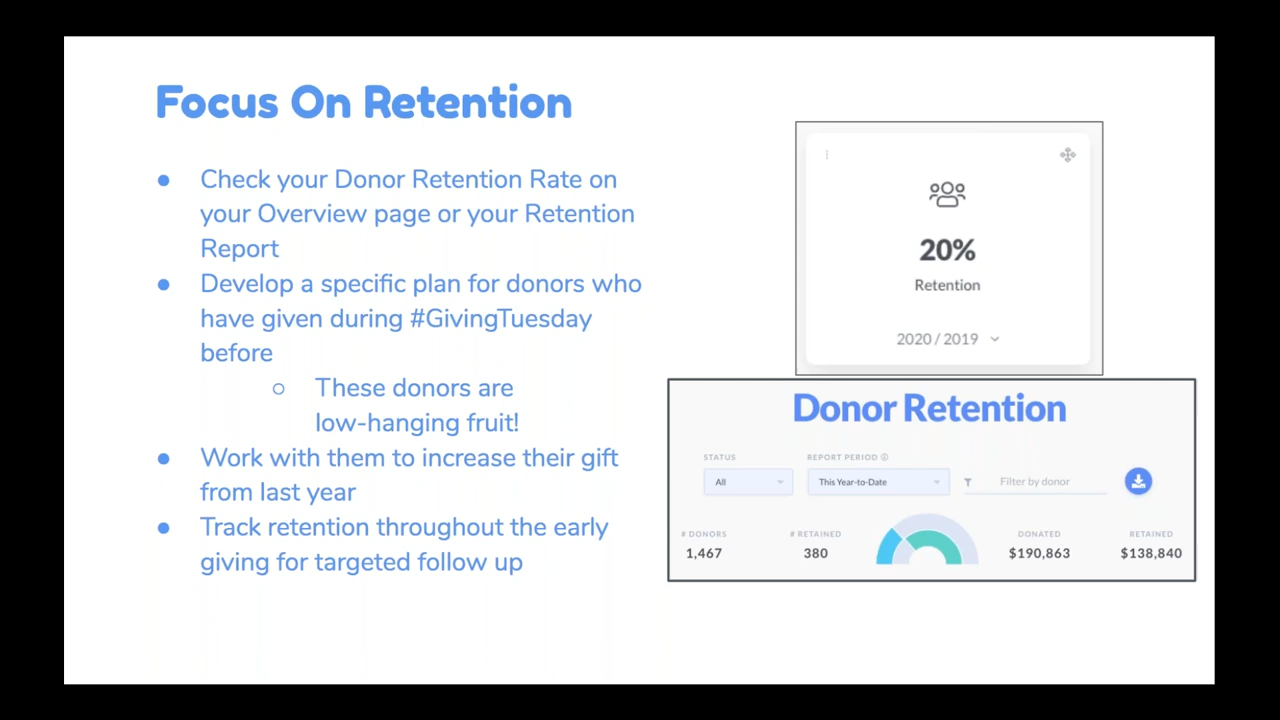 Focus On Retention
● Check your Donor Retention Rate on
your Overview page or your Retention
Report
● Develop a specific plan for donors who
have given during #GivingTuesday
before
○ These donors are
low-hanging fruit!
● Work with them to increase their gift
from last year
● Track retention throughout the early
giving for targeted follow up
20%
Retention
2020 / 2019
Donor Retention
STATUS REPORT PERIOD
All This Year-to-Date Filter by donor
# DONORS # RETAINED DONATED RETAINED
1,467 380 $190,863 $138,840